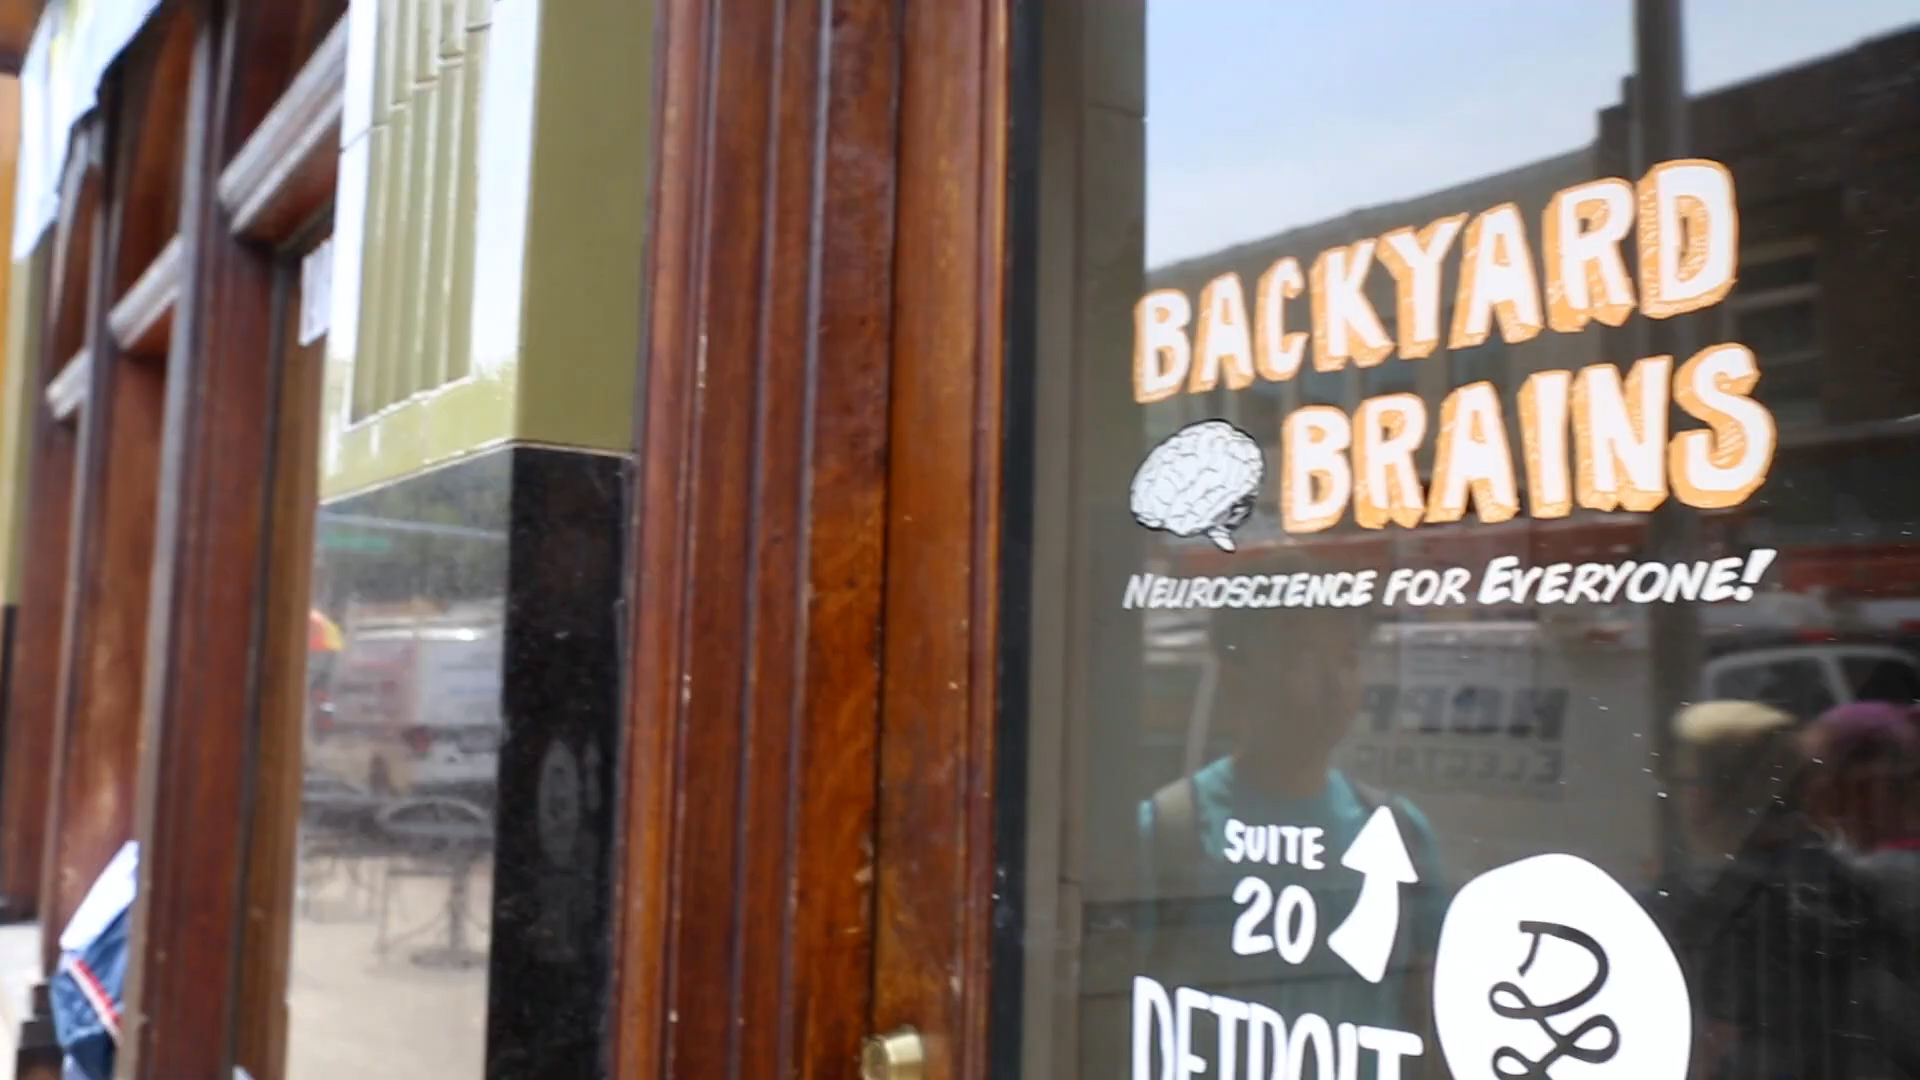 BACKYARD
BRAINS
NEUROSCIENCE FOR EVERYONE!
SUITE
20
DETROIT